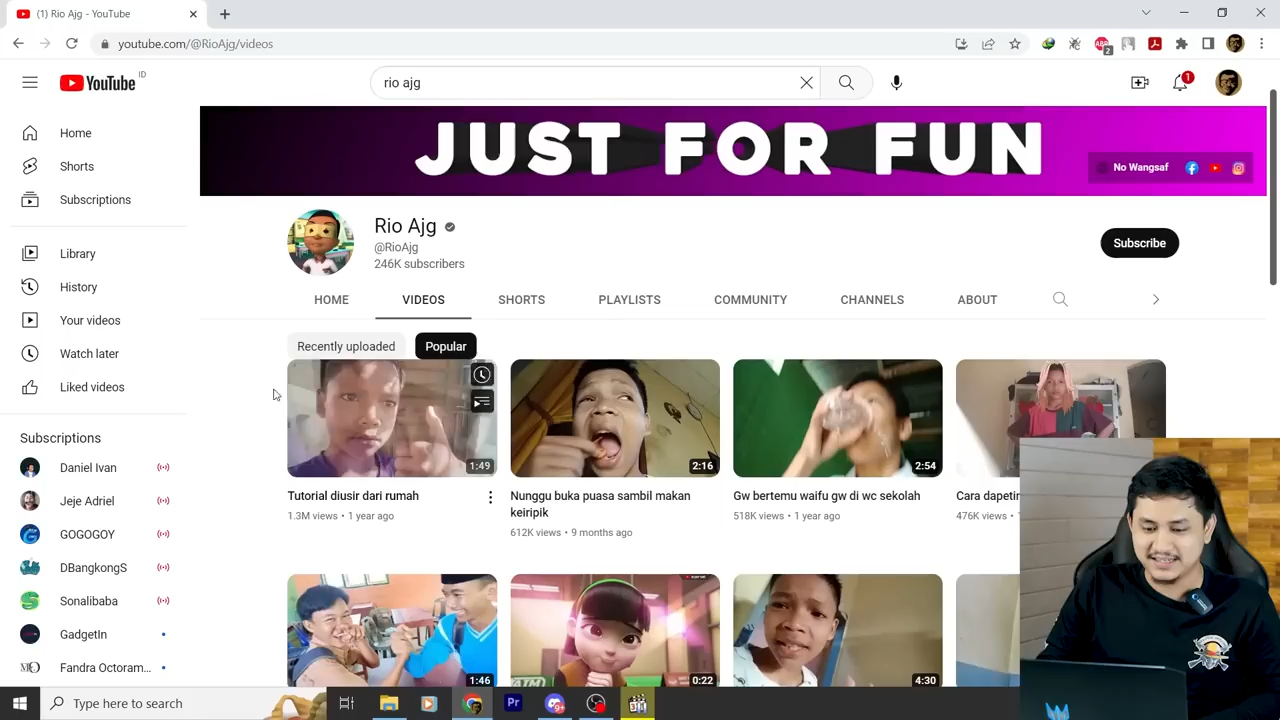 (1) Rio Ajg - YouTube
youtube.com/@RioAjg/videos
2
YouTube ID
rio ajg
1
Home
Shorts
Subscriptions
Library
History
Your videos
Watch later
Liked videos
Subscriptions
Daniel Ivan
Jeje Adriel
GOGOGOY
DBangkongS
Sonalibaba
GadgetIn
Fandra Octoram...
JUST FOR FUN
No Wangsaf
Rio Ajg
@RioAjg
246K subscribers
Subscribe
HOME VIDEOS SHORTS PLAYLISTS COMMUNITY CHANNELS ABOUT
Recently uploaded Popular
1:49 2:16 2:54
Tutorial diusir dari rumah
1.3M views • 1 year ago
Nunggu buka puasa sambil makan
keiripik
612K views • 9 months ago
Gw bertemu waifu gw di wc sekolah
518K views • 1 year ago
Cara dapetin
476K views •
1:46 0:22 4:30
Type here to search
Pr